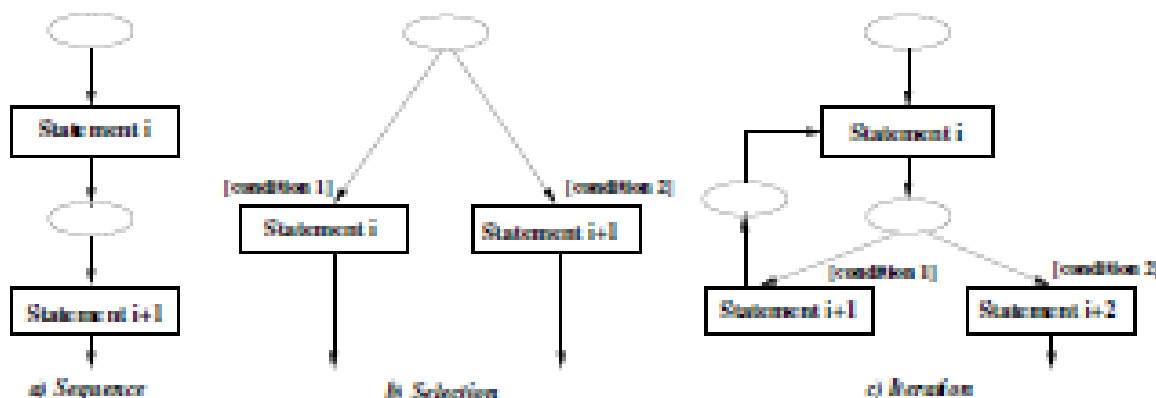 Statement i
Statement i+1
a) Sequence
[condition 1]
[condition 2]
Statement i
Statement i+1
b) Selection
Statement i
[condition 1]
[condition 2]
Statement i+1
Statement i+2
c) Iteration